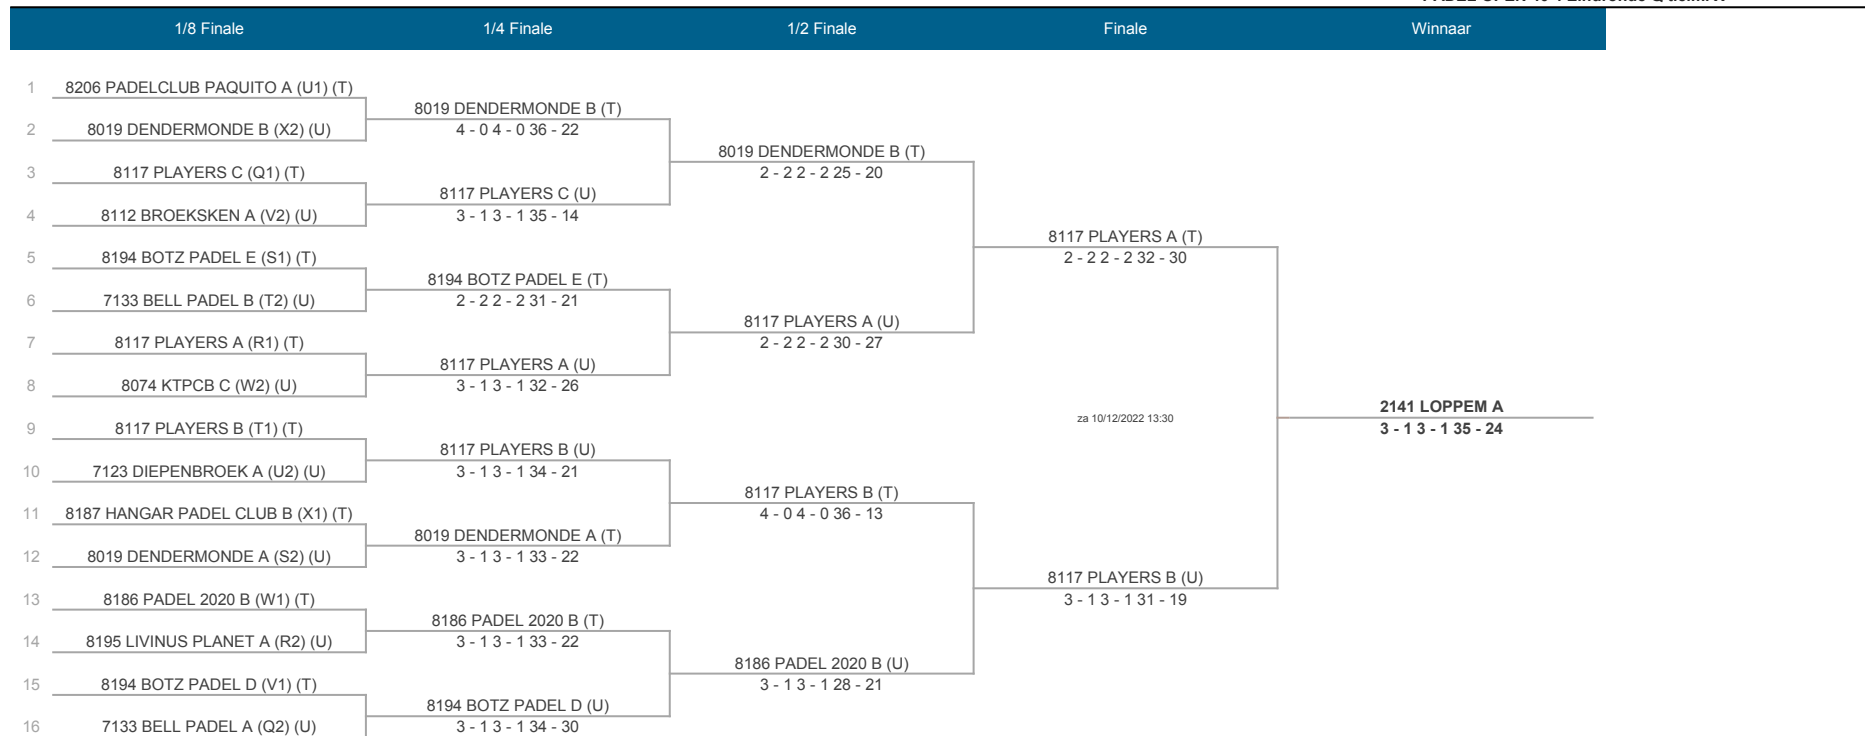 1/8 Finale 1/4 Finale 1/2 Finale Finale Winnaar
1 8206 PADELCLUB PAQUITO A (U1) (T)
8019 DENDERMONDE B (T)
2 8019 DENDERMONDE B (X2) (U)
4 - 0 4 - 0 36 - 22
8019 DENDERMONDE B (T)
3 8117 PLAYERS C (Q1) (T)
2 - 2 2 - 2 25 - 20
8117 PLAYERS C (U)
4 8112 BROEKSKEN A (V2) (U)
3 - 1 3 - 1 35 - 14
8117 PLAYERS A (T)
5 8194 BOTZ PADEL E (S1) (T)
2 - 2 2 - 2 32 - 30
8194 BOTZ PADEL E (T)
6 7133 BELL PADEL B (T2) (U)
2 - 2 2 - 2 31 - 21
8117 PLAYERS A (U)
7 8117 PLAYERS A (R1) (T)
2 - 2 2 - 2 30 - 27
8117 PLAYERS A (U)
8 8074 KTPCB C (W2) (U)
3 - 1 3 - 1 32 - 26
2141 LOPPEM A
za 10/12/2022 13:30
9 8117 PLAYERS B (T1) (T)
3 - 1 3 - 1 35 - 24
8117 PLAYERS B (U)
10 7123 DIEPENBROEK A (U2) (U)
3 - 1 3 - 1 34 - 21
8117 PLAYERS B (T)
11 8187 HANGAR PADEL CLUB B (X1) (T)
4 - 0 4 - 0 36 - 13
8019 DENDERMONDE A (T)
12 8019 DENDERMONDE A (S2) (U)
3 - 1 3 - 1 33 - 22
8117 PLAYERS B (U)
13 8186 PADEL 2020 B (W1) (T)
3 - 1 3 - 1 31 - 19
8186 PADEL 2020 B (T)
14 8195 LIVINUS PLANET A (R2) (U)
3 - 1 3 - 1 33 - 22
8186 PADEL 2020 B (U)
15 8194 BOTZ PADEL D (V1) (T)
3 - 1 3 - 1 28 - 21
8194 BOTZ PADEL D (U)
16 7133 BELL PADEL A (Q2) (U)
3 - 1 3 - 1 34 - 30